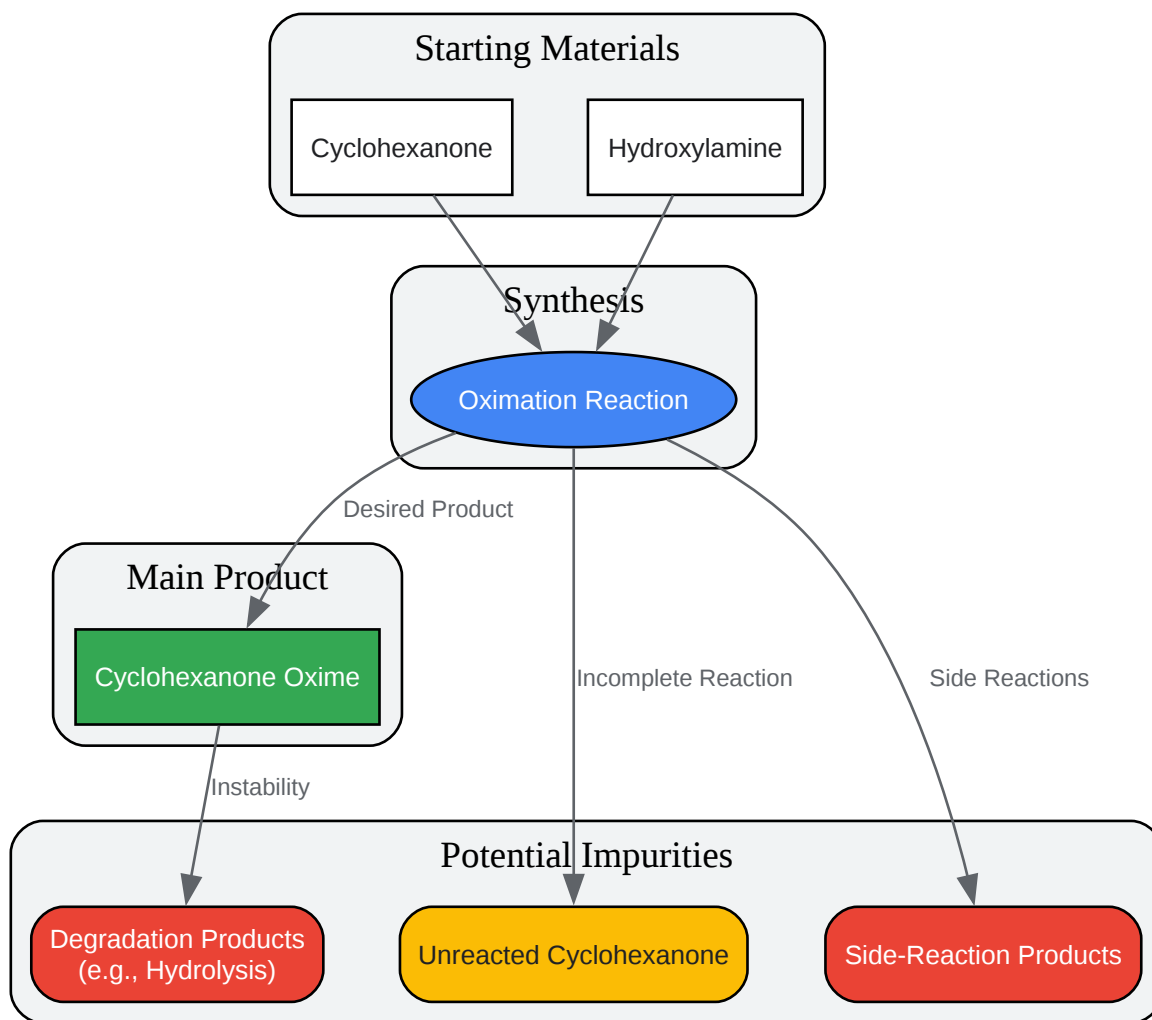 Starting Materials
Cyclohexanone
Hydroxylamine
Synthesis
Oximation Reaction
Desired Product
Main Product
Cyclohexanone Oxime
Incomplete Reaction
Side Reactions
Instability
Potential Impurities
Degradation Products
(e.g., Hydrolysis)
Unreacted Cyclohexanone
Side-Reaction Products